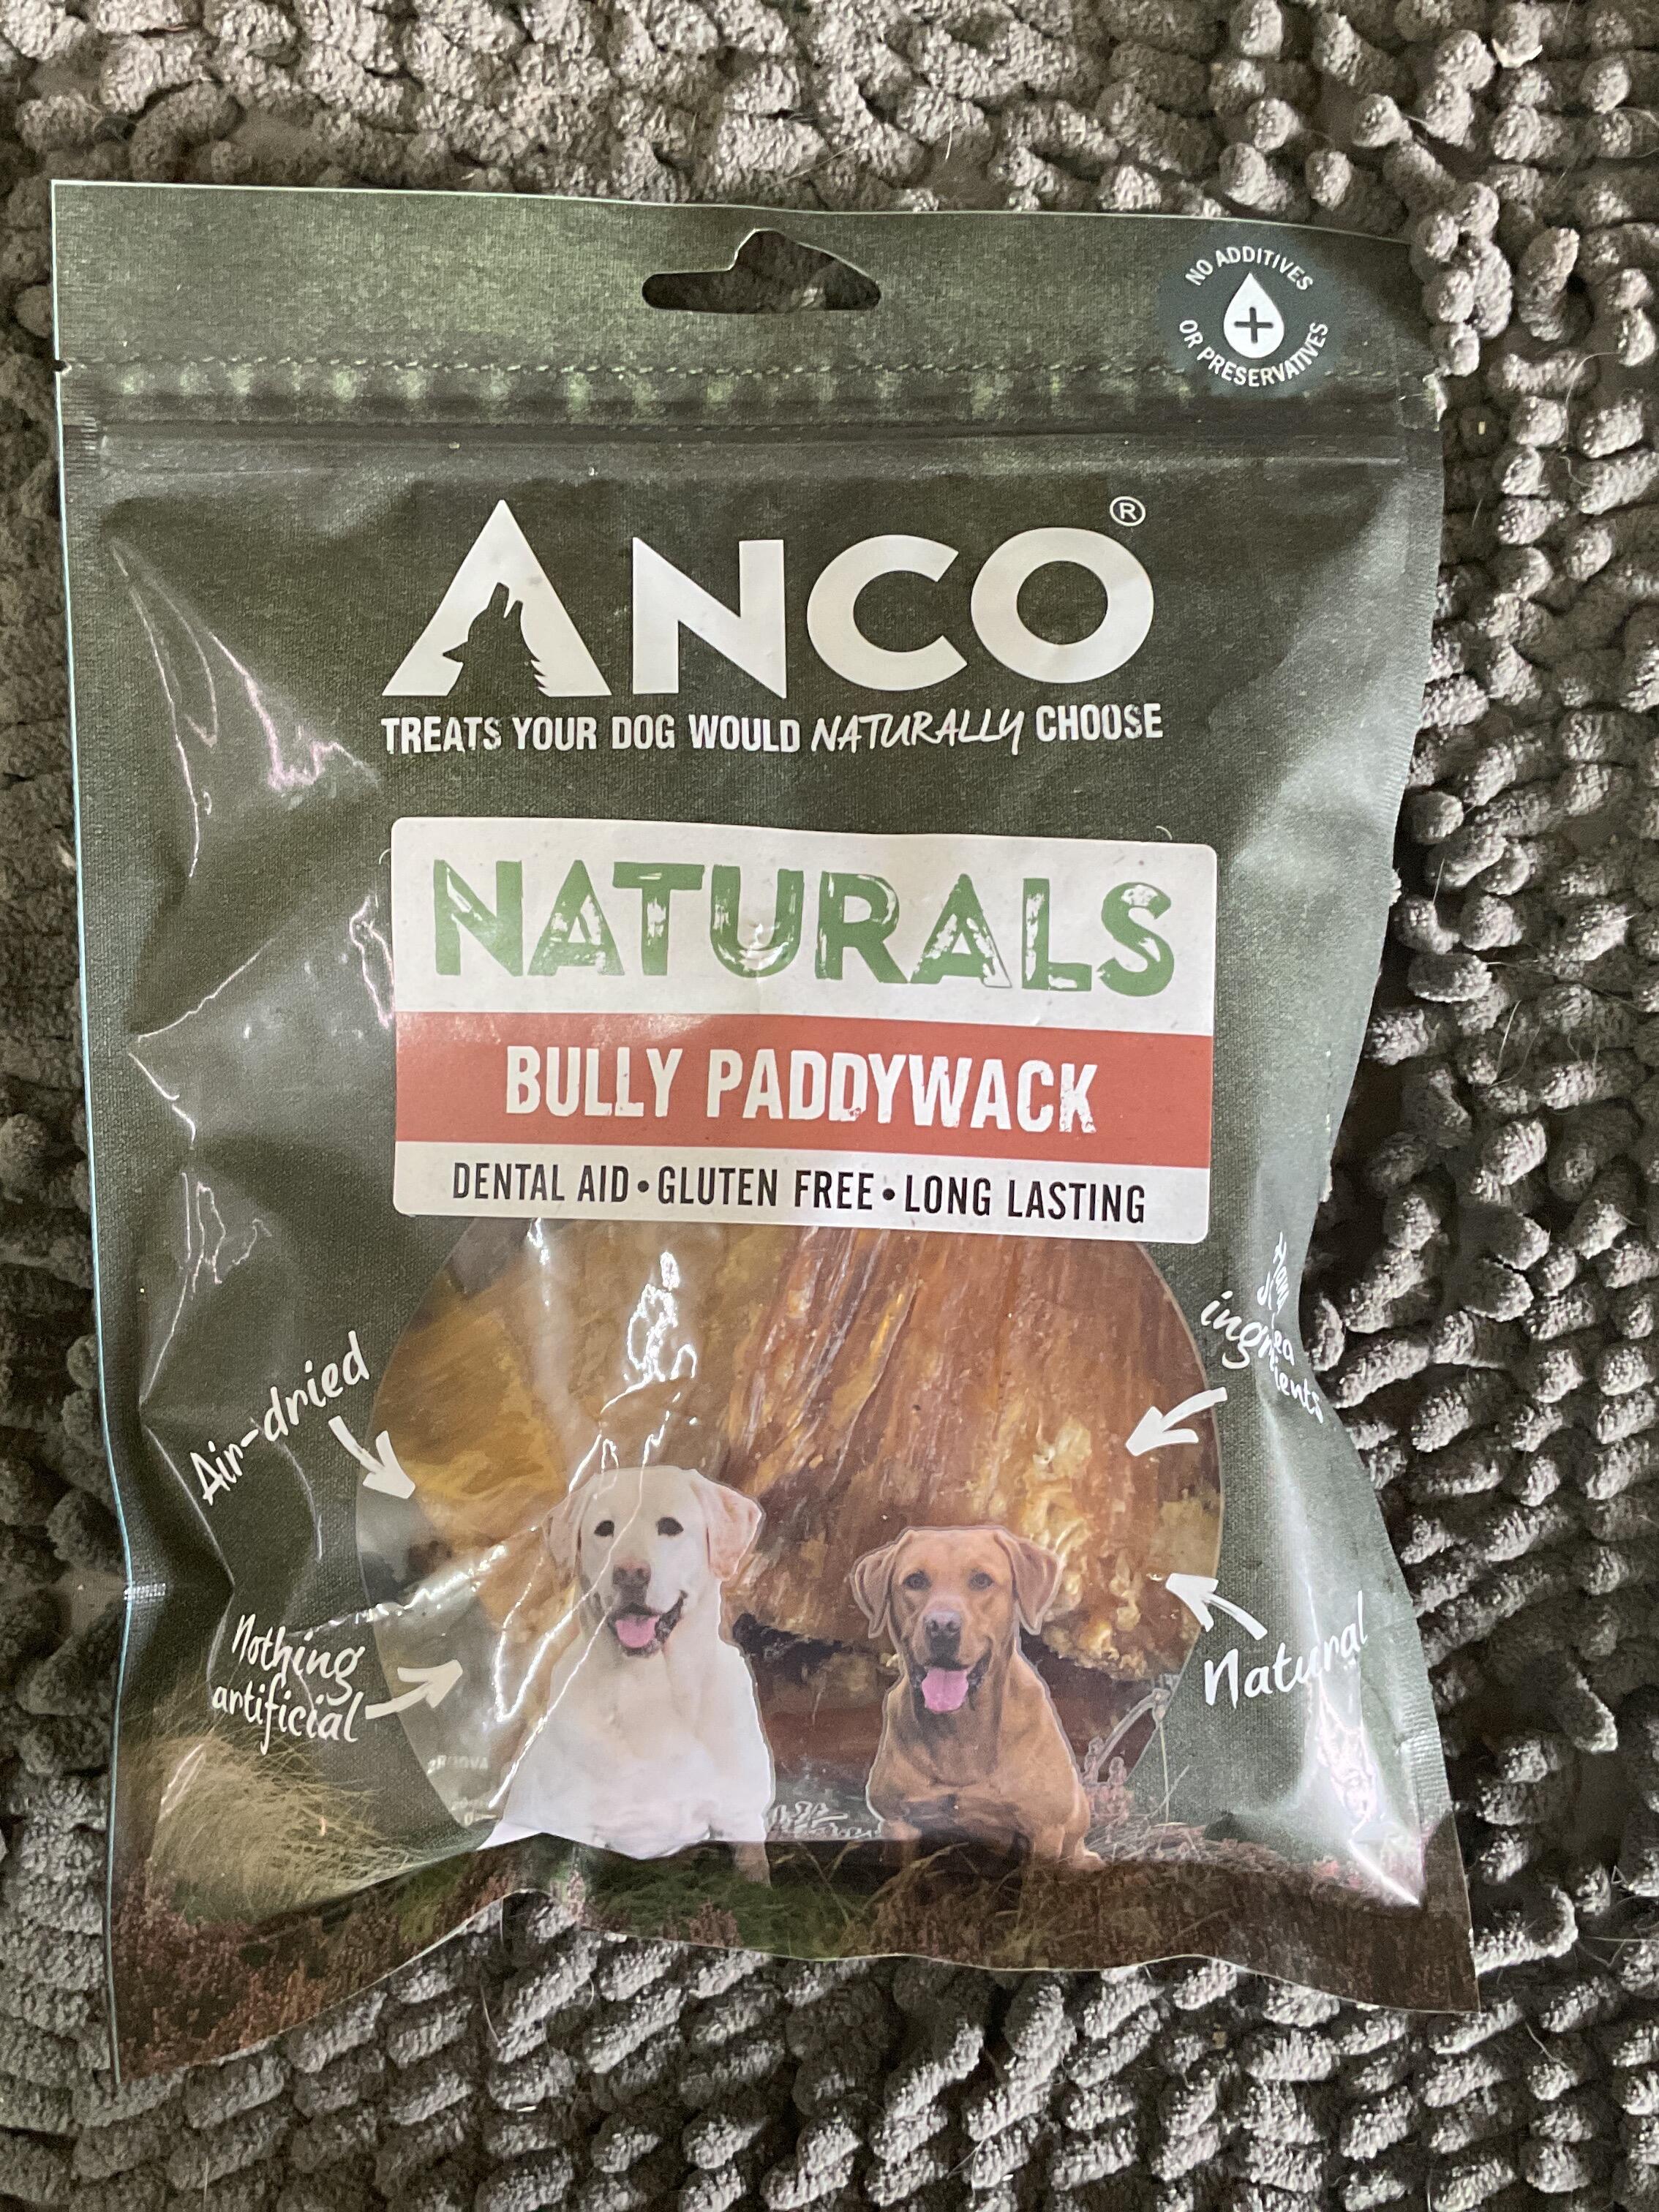 NO ADDITIVES
OR PRESERVATIVES
ANCO®
TREATS YOUR DOG WOULD NATURALLY CHOOSE
NATURALS
BULLY PADDYWACK
DENTAL AID • GLUTEN FREE • LONG LASTING
Air-dried
ingredients
Nothing
artificial
Natural